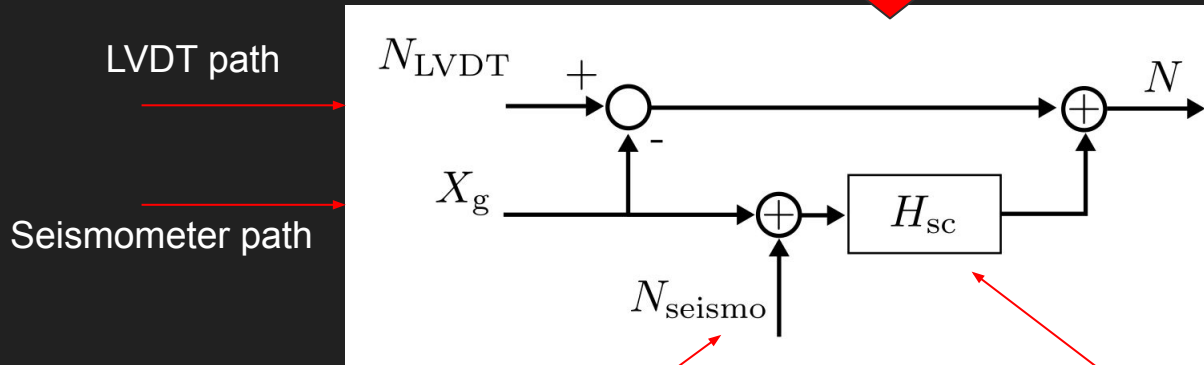 LVDT path
Seismometer path
N_LVDT
+
-
X_g
+
H_sc
+
N
N_seismo